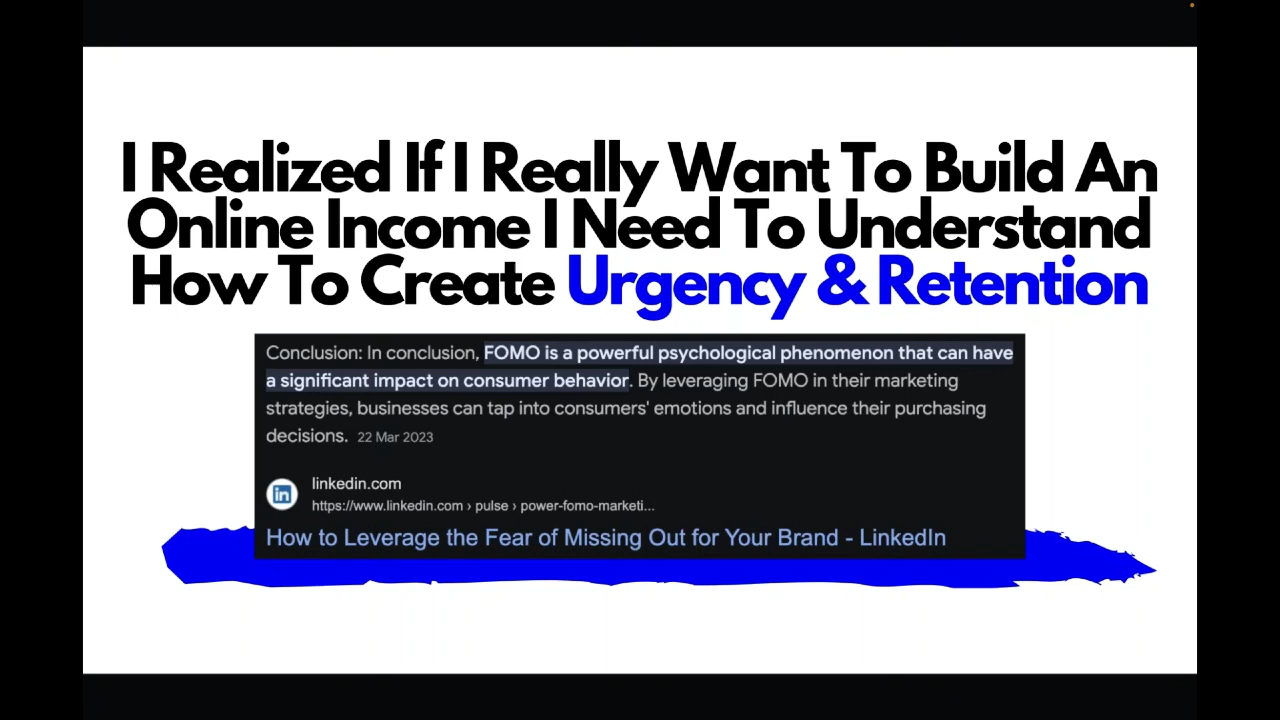 I Realized If I Really Want To Build An
Online Income I Need To Understand
How To Create Urgency & Retention
Conclusion: In conclusion, FOMO is a powerful psychological phenomenon that can have
a significant impact on consumer behavior. By leveraging FOMO in their marketing
strategies, businesses can tap into consumers' emotions and influence their purchasing
decisions. 22 Mar 2023
in
linkedin.com
https://www.linkedin.com › pulse › power-fomo-marketi...
How to Leverage the Fear of Missing Out for Your Brand - LinkedIn